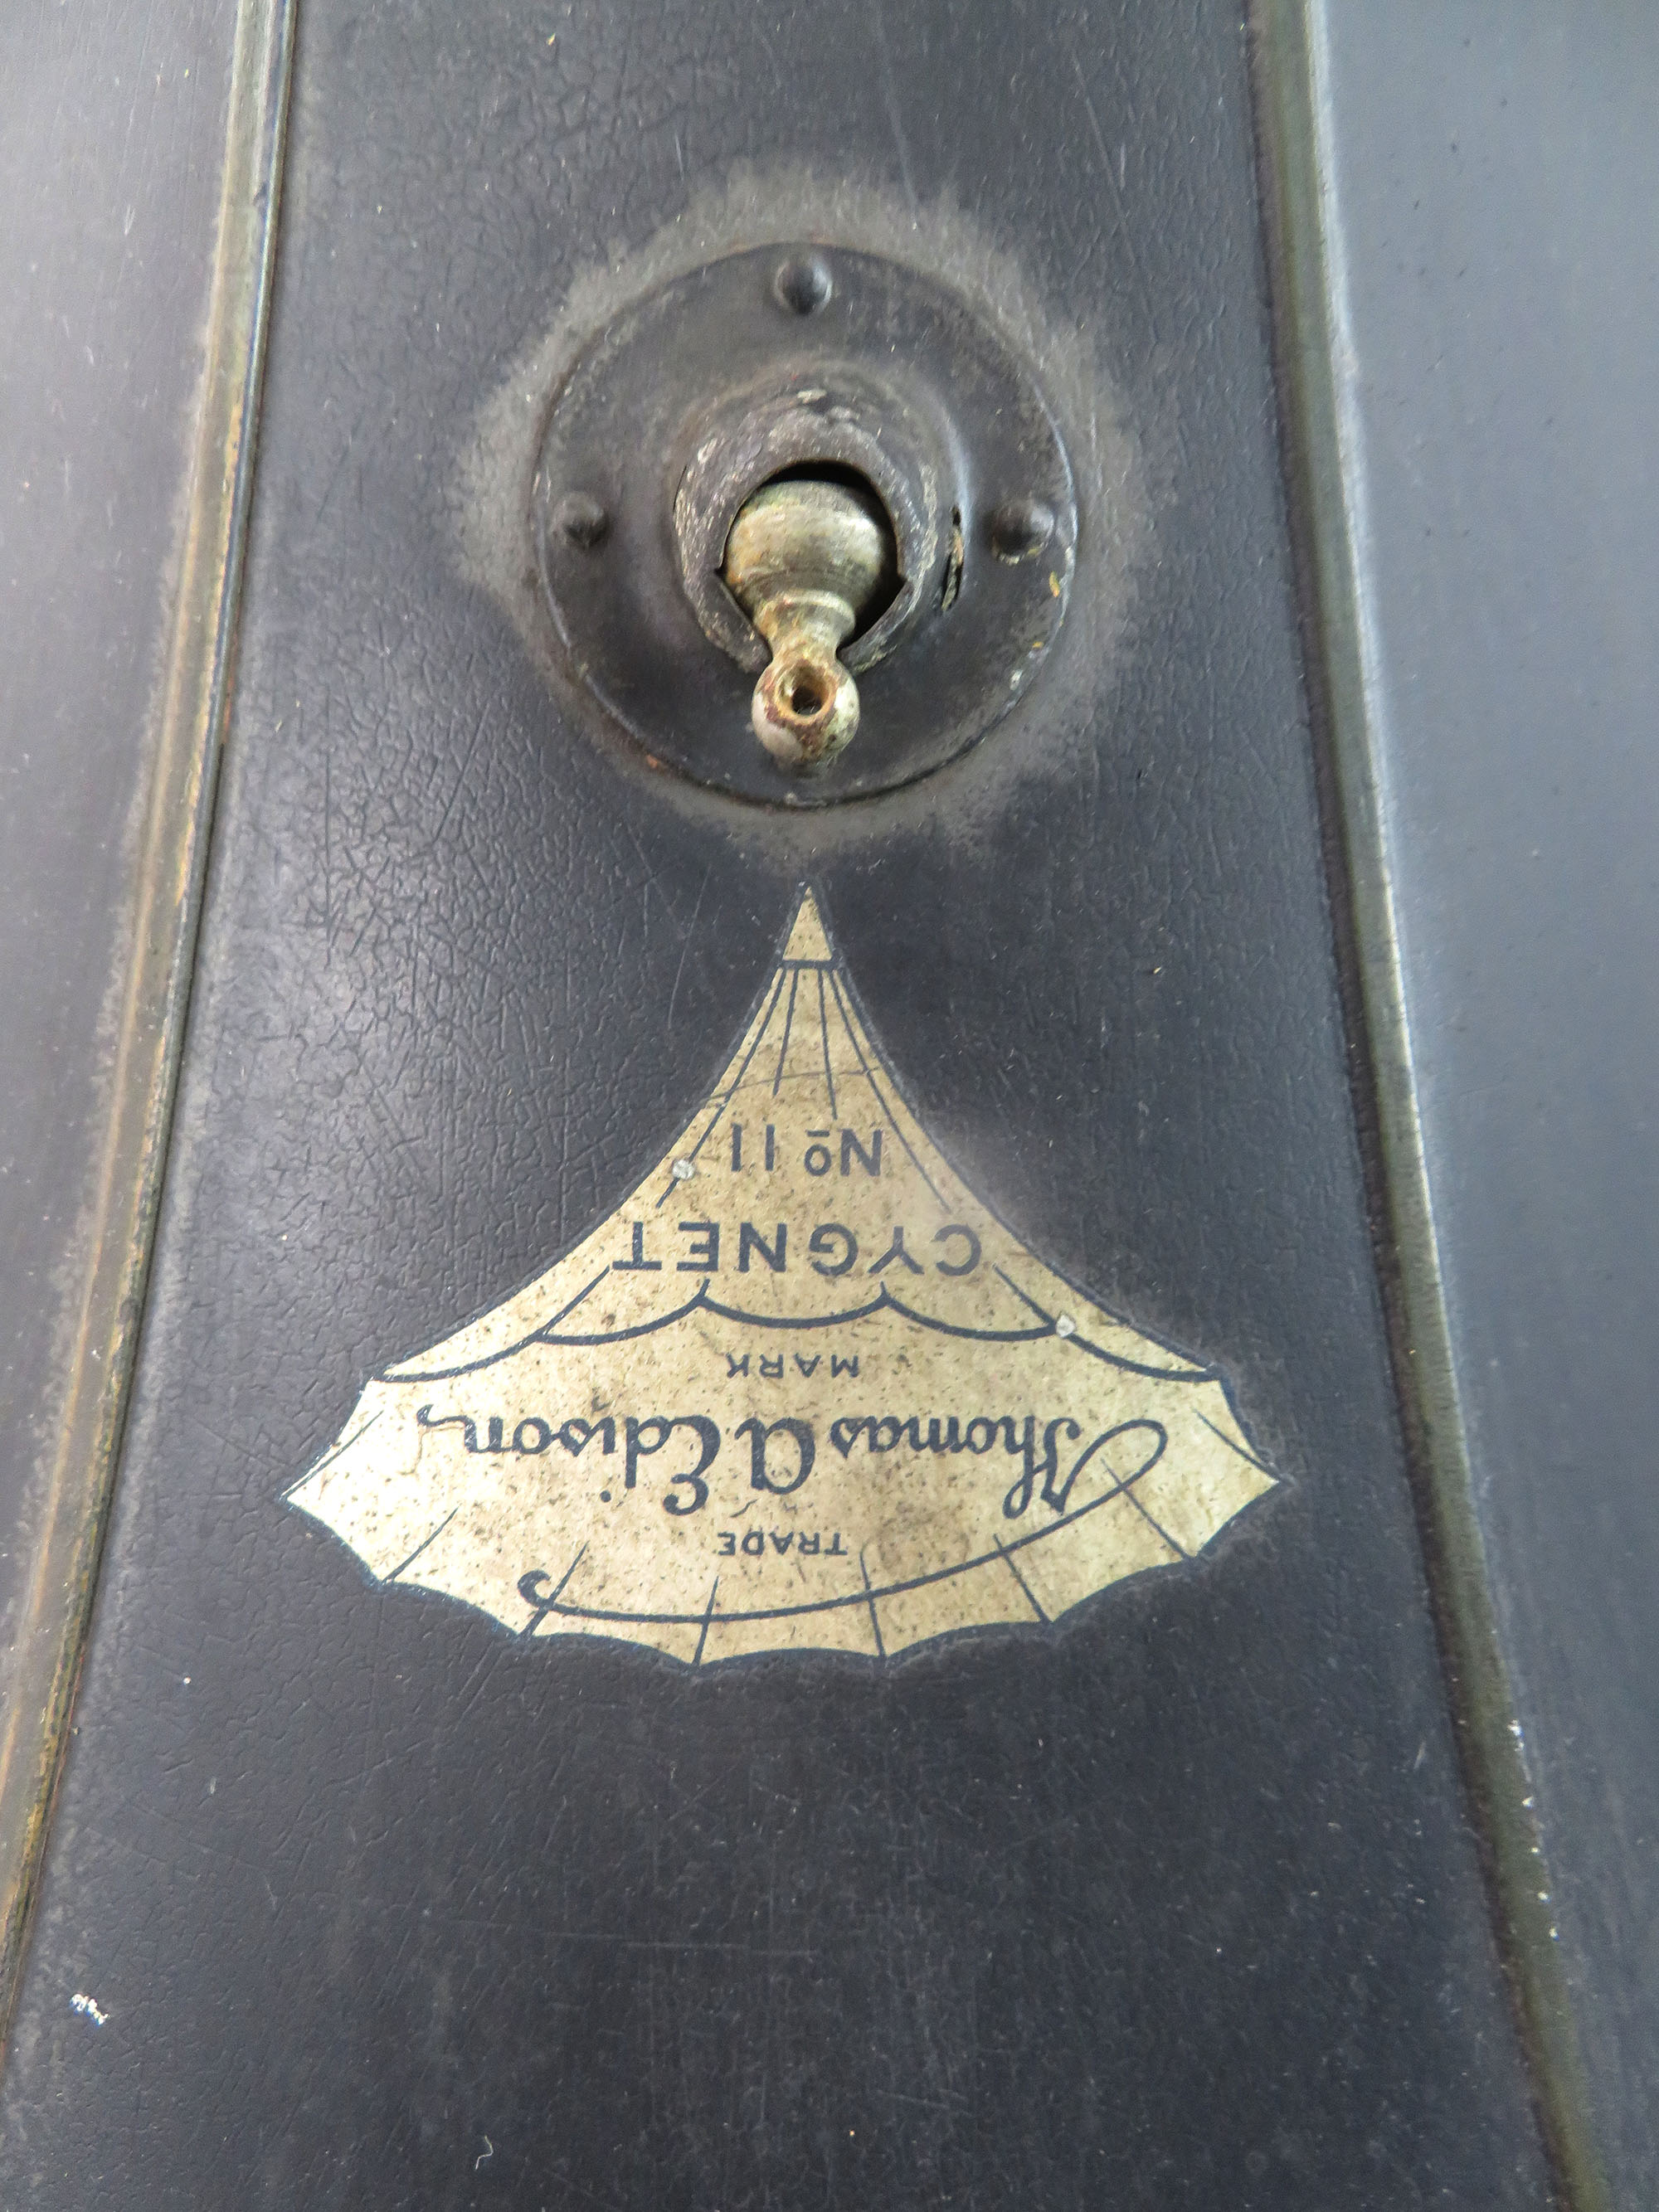 TRADE
Thomas A Edison
MARK
CYGNET
No 11